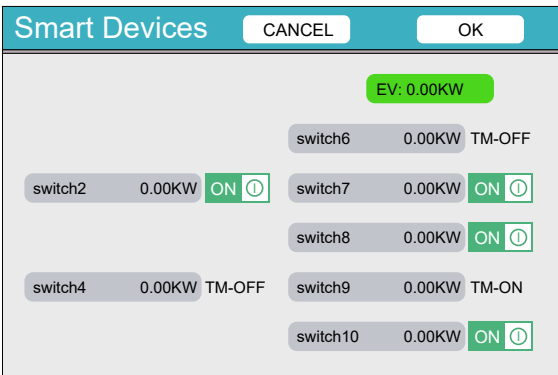 Smart Devices CANCEL OK
EV: 0.00KW
switch6 0.00KW TM-OFF
switch2 0.00KW ON switch7 0.00KW ON
switch8 0.00KW ON
switch4 0.00KW TM-OFF switch9 0.00KW TM-ON
switch10 0.00KW ON